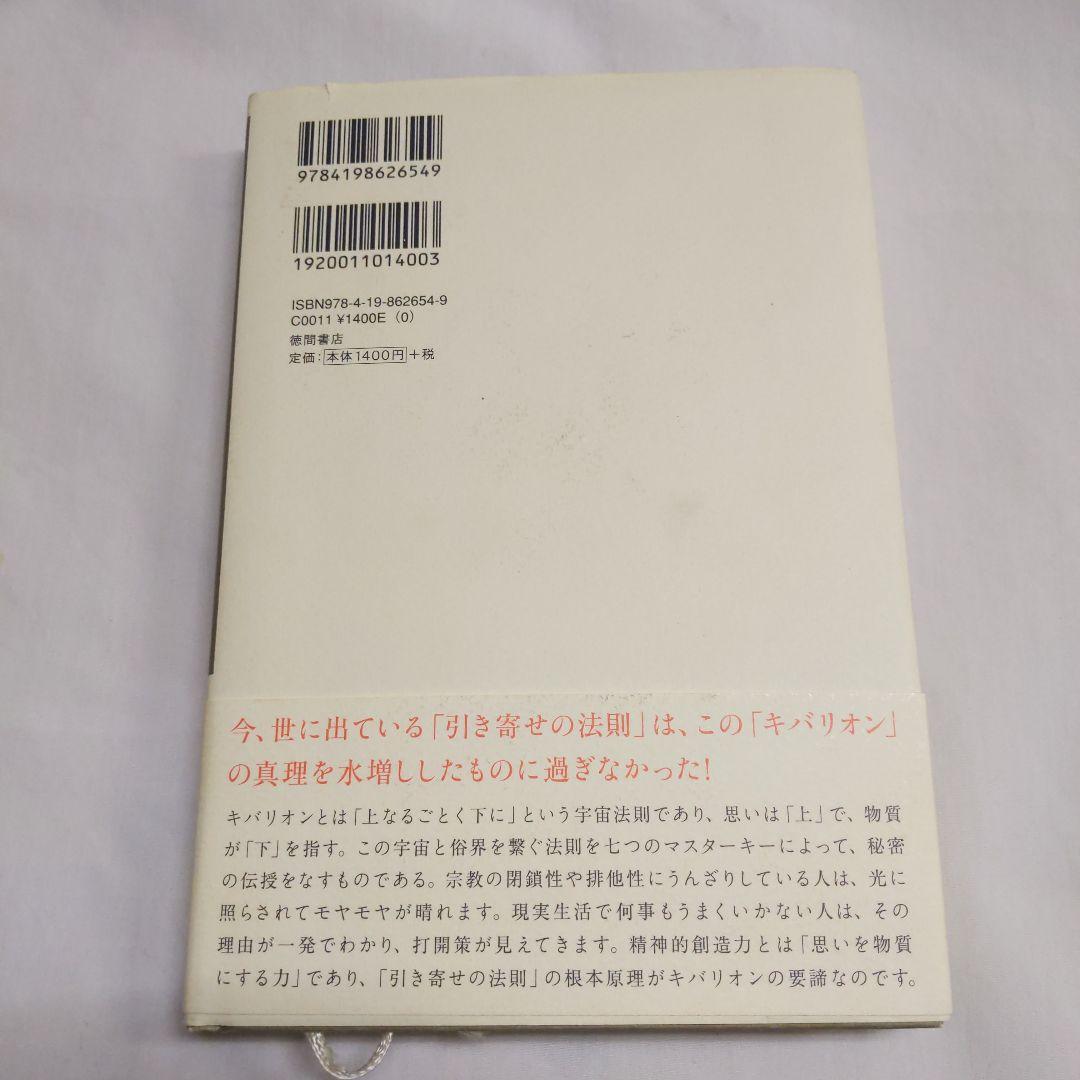 9784198626549
1920011014003
ISBN978-4-19-862654-9
C0011 ¥1400E (0)
徳間書店
定価：本体1400円＋税
今、世に出ている「引き寄せの法則」は、この「キバリオン」
の真理を水増ししたものに過ぎなかった！
キバリオンとは「上なるごとく下に」という宇宙法則であり、思いは「上」で、物質
が「下」を指す。この宇宙と俗界を繋ぐ法則を七つのマスターキーによって、秘密
の伝授をなすものである。宗教の閉鎖性や排他性にうんざりしている人は、光に
照らされてモヤモヤが晴れます。現実生活で何事もうまくいかない人は、その
理由が一発でわかり、打開策が見えてきます。精神的創造力とは「思いを物質
にする力」であり、「引き寄せの法則」の根本原理がキバリオンの要諦なのです。